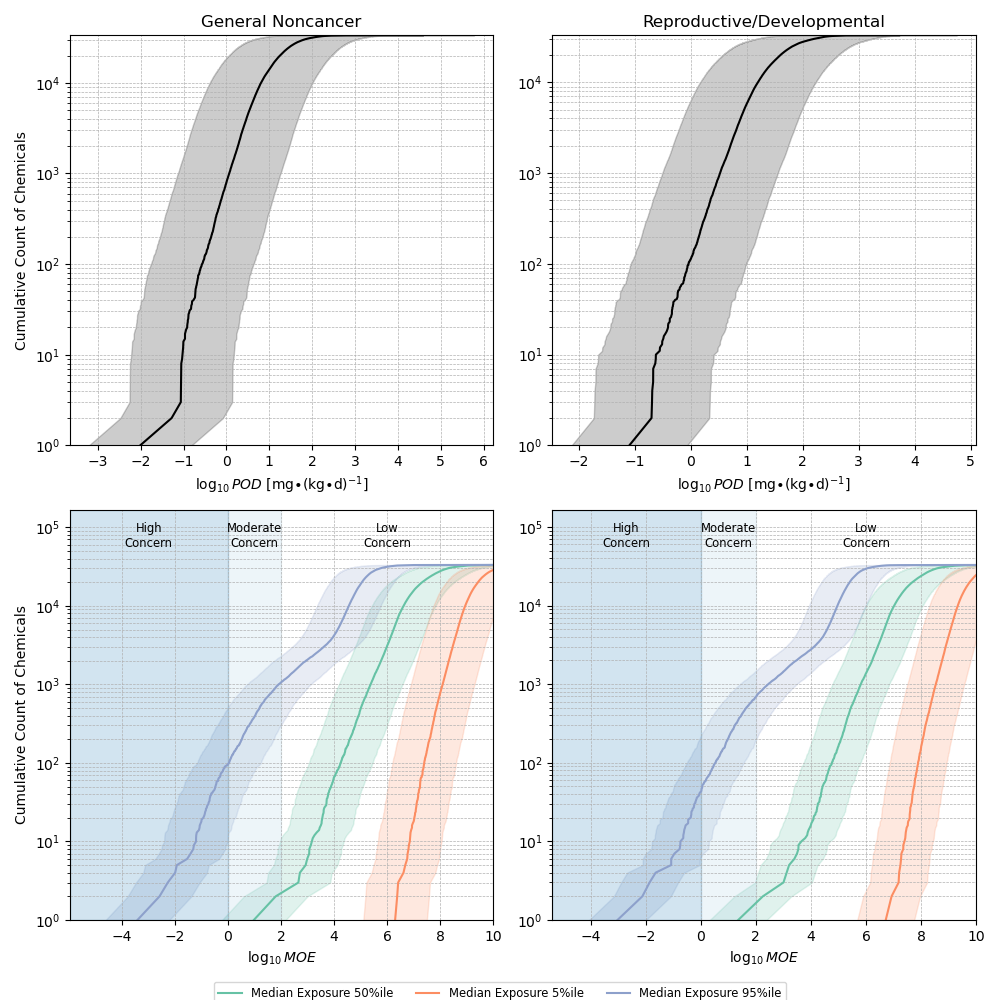 General Noncancer
Reproductive/Developmental
Cumulative Count of Chemicals
10⁴
10³
10²
10¹
10⁰
−3 −2 −1 0 1 2 3 4 5 6
log₁₀ POD [mg•(kg•d)⁻¹]
10⁴
10³
10²
10¹
10⁰
−2 −1 0 1 2 3 4 5
log₁₀ POD [mg•(kg•d)⁻¹]
Cumulative Count of Chemicals
10⁵
10⁴
10³
10²
10¹
10⁰
High
Concern
Moderate
Concern
Low
Concern
−4 −2 0 2 4 6 8 10
log₁₀ MOE
10⁵
10⁴
10³
10²
10¹
10⁰
High
Concern
Moderate
Concern
Low
Concern
−4 −2 0 2 4 6 8 10
log₁₀ MOE
Median Exposure 50%ile Median Exposure 5%ile Median Exposure 95%ile